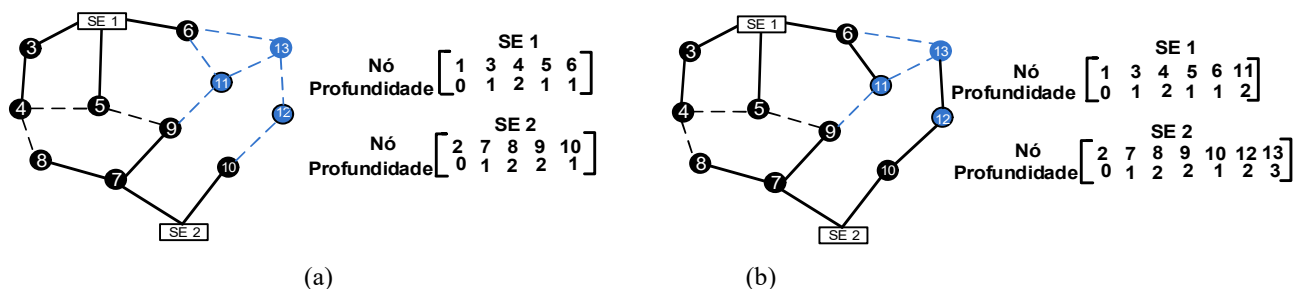 SE 1
3
6
13
11
4
5
9
12
8
7
10
SE 2
SE 1
Nó 1 3 4 5 6
Profundidade 0 1 2 1 1
SE 2
Nó 2 7 8 9 10
Profundidade 0 1 2 2 1
(a)
SE 1
3
6
13
11
4
5
9
12
8
7
10
SE 2
SE 1
Nó 1 3 4 5 6 11
Profundidade 0 1 2 1 1 2
SE 2
Nó 2 7 8 9 10 12 13
Profundidade 0 1 2 2 1 2 3
(b)